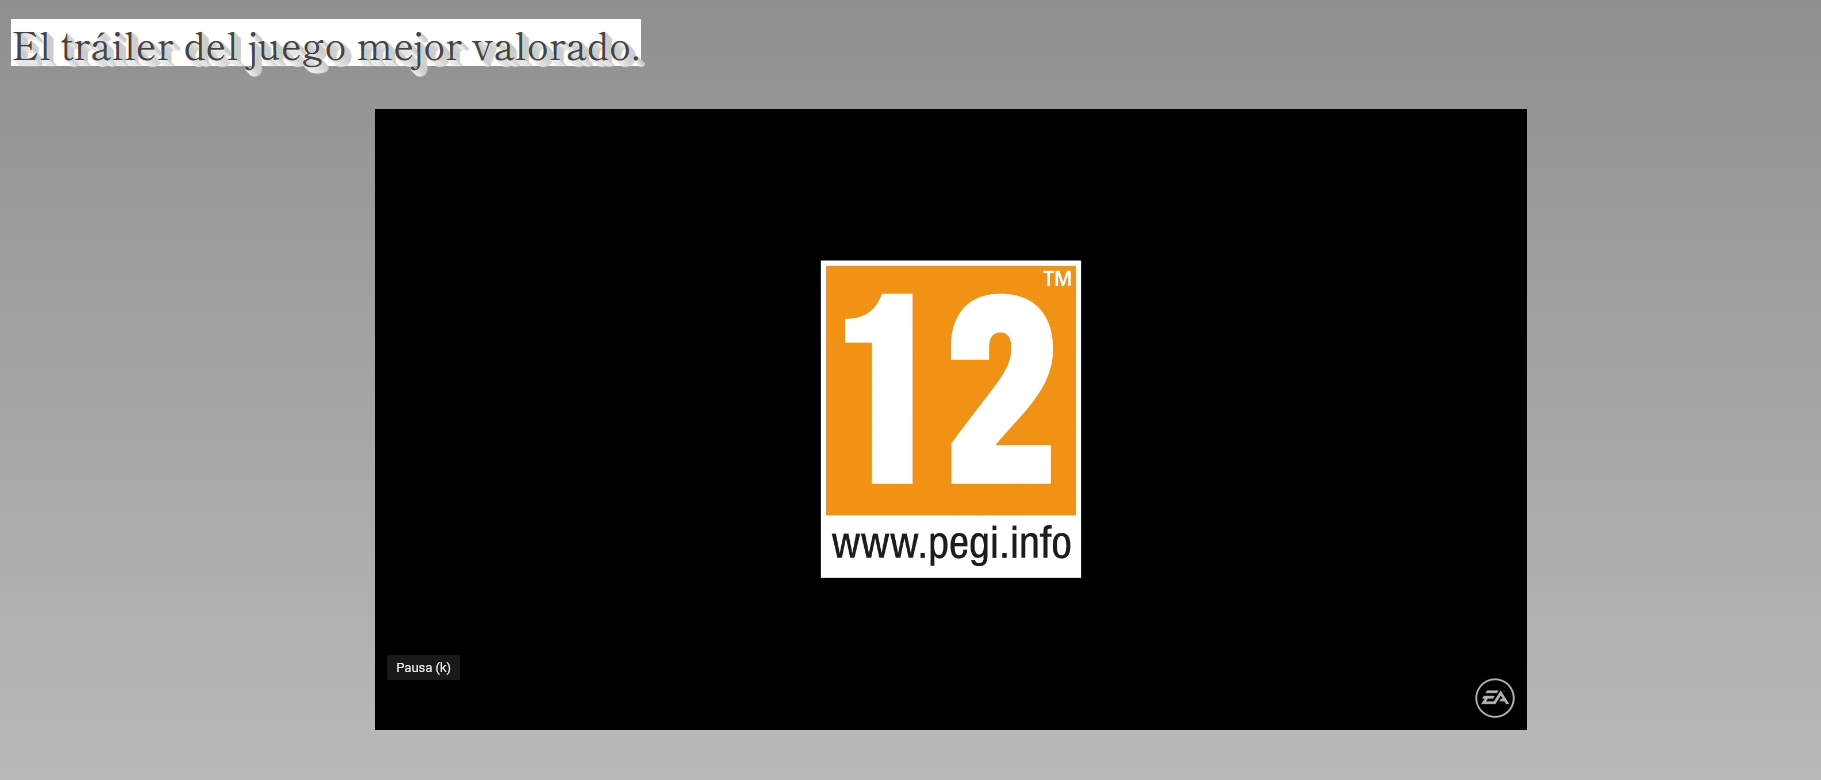 El tráiler del juego mejor valorado.
TM
12
www.pegi.info
Pausa (k)
EA